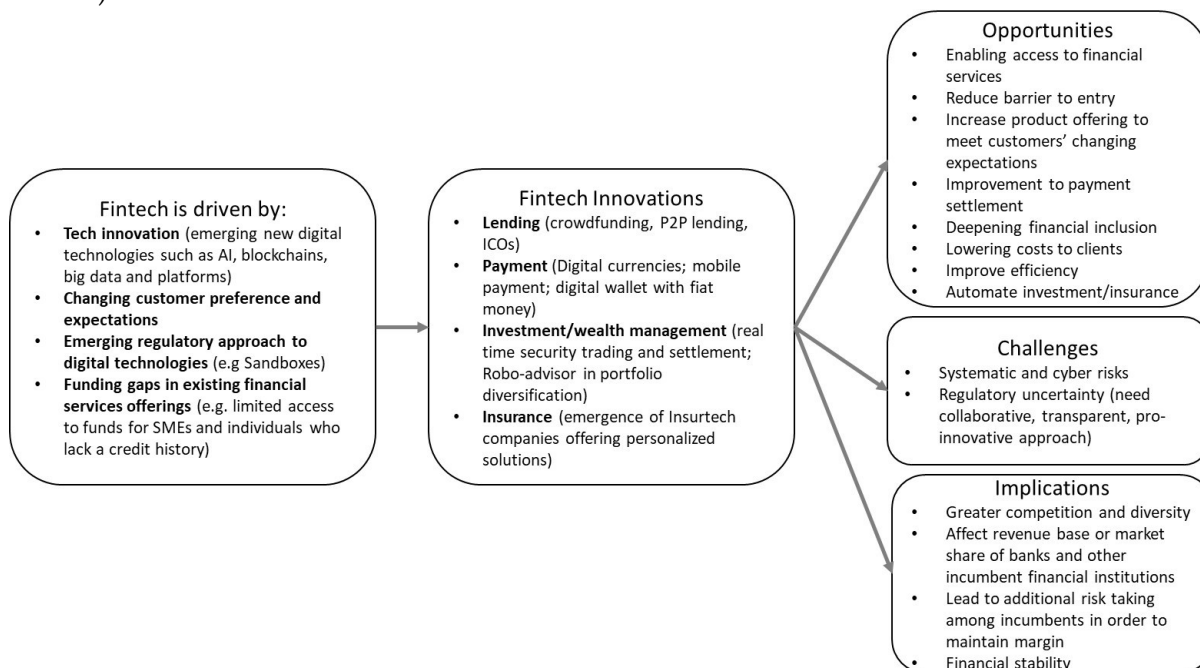 Fintech is driven by:
• Tech innovation (emerging new digital
technologies such as AI, blockchains,
big data and platforms)
• Changing customer preference and
expectations
• Emerging regulatory approach to
digital technologies (e.g Sandboxes)
• Funding gaps in existing financial
services offerings (e.g. limited access
to funds for SMEs and individuals who
lack a credit history)
Fintech Innovations
• Lending (crowdfunding, P2P lending,
ICOs)
• Payment (Digital currencies; mobile
payment; digital wallet with fiat
money)
• Investment/wealth management (real
time security trading and settlement;
Robo-advisor in portfolio
diversification)
• Insurance (emergence of Insurtech
companies offering personalized
solutions)
Opportunities
• Enabling access to financial
services
• Reduce barrier to entry
• Increase product offering to
meet customers’ changing
expectations
• Improvement to payment
settlement
• Deepening financial inclusion
• Lowering costs to clients
• Improve efficiency
• Automate investment/insurance
Challenges
• Systematic and cyber risks
• Regulatory uncertainty (need
collaborative, transparent, pro-
innovative approach)
Implications
• Greater competition and diversity
• Affect revenue base or market
share of banks and other
incumbent financial institutions
• Lead to additional risk taking
among incumbents in order to
maintain margin
• Financial stability